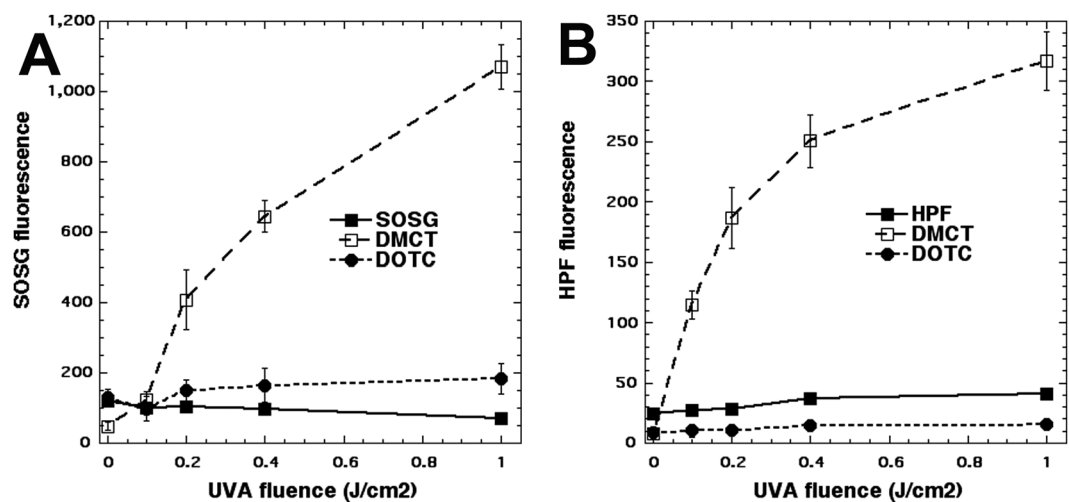 A
SOSG fluorescence
1,200
1,000
800
600
400
200
0
SOSG
DMCT
DOTC
0
0.2
0.4
0.6
0.8
1
UVA fluence (J/cm2)
B
HPF fluorescence
350
300
250
200
150
100
50
0
HPF
DMCT
DOTC
0
0.2
0.4
0.6
0.8
1
UVA fluence (J/cm2)